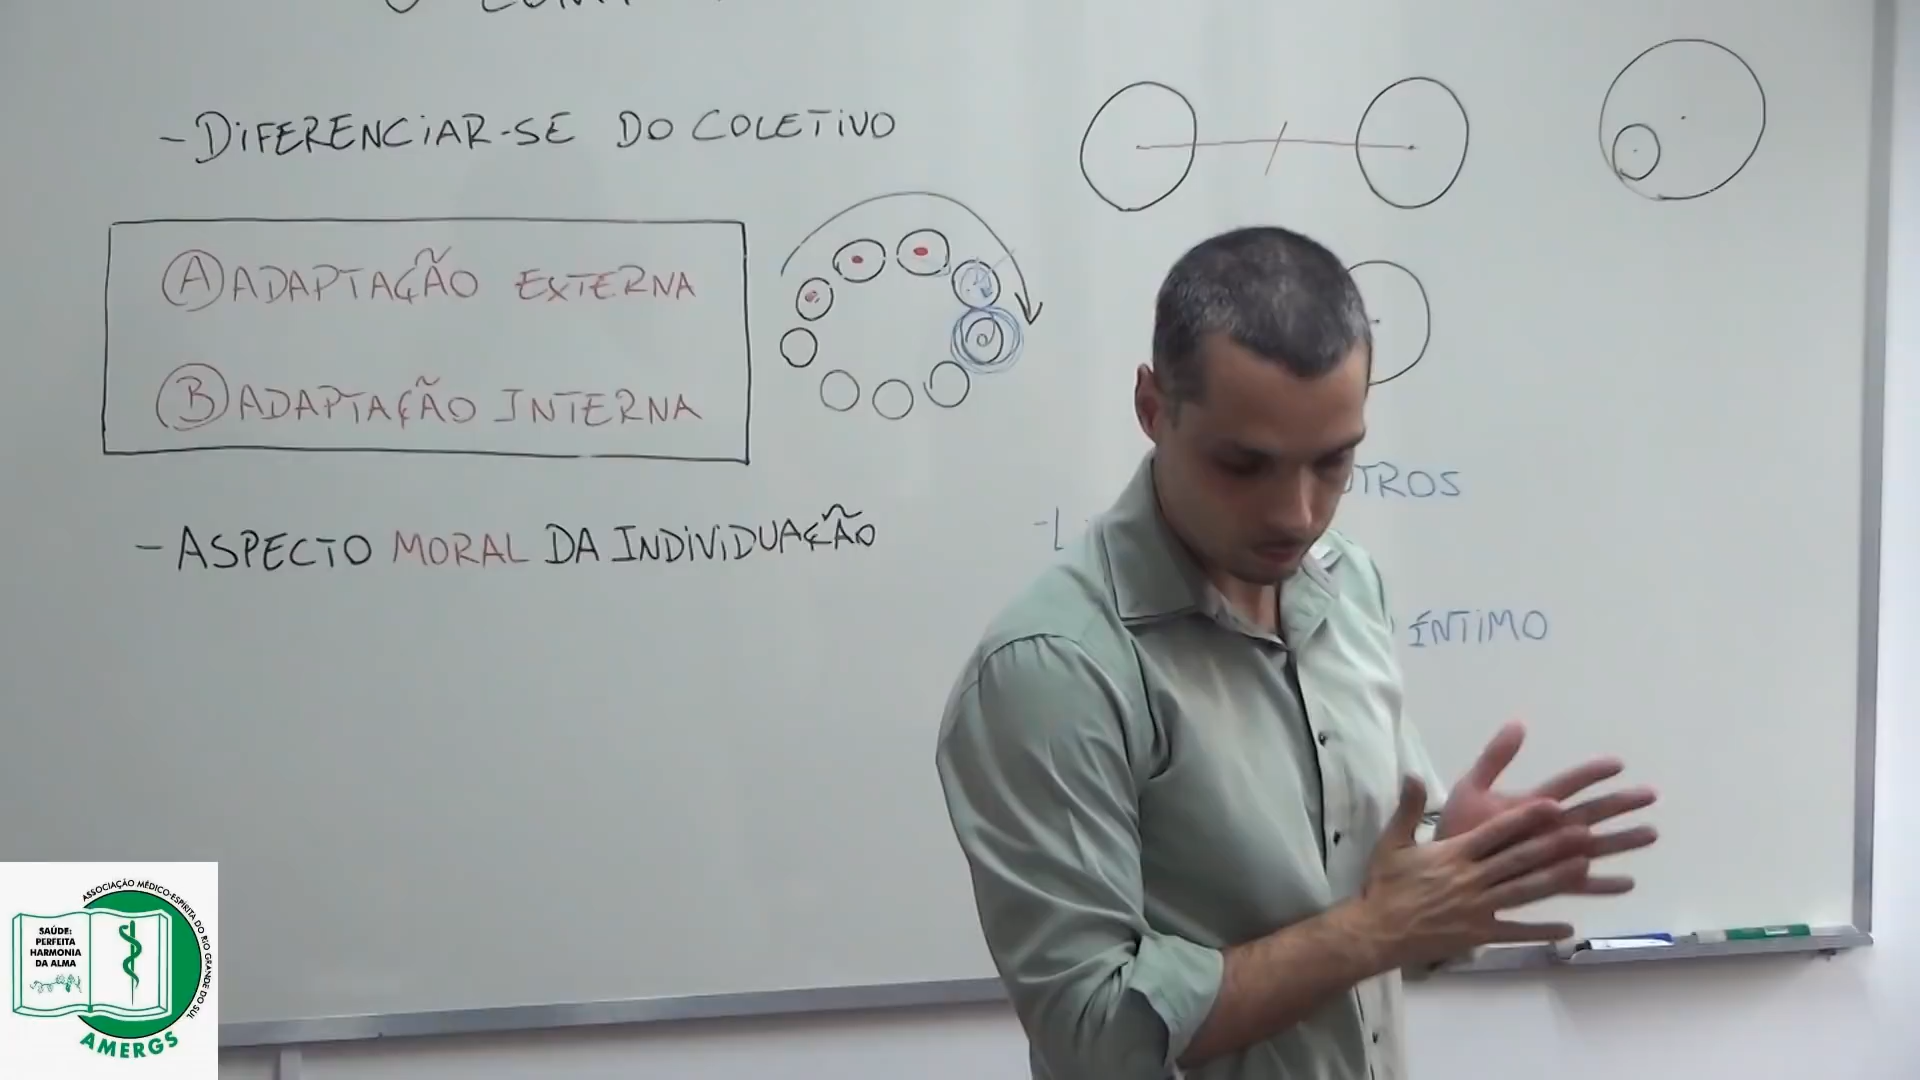 - DIFERENCIAR-SE DO COLETIVO
Ⓐ ADAPTAÇÃO EXTERNA
Ⓑ ADAPTAÇÃO INTERNA
- ASPECTO MORAL DA INDIVIDUAÇÃO
ÍNTIMO
ASSOCIAÇÃO MÉDICO-ESPÍRITA DO RIO GRANDE DO SUL
SAÚDE:
PERFEITA
HARMONIA
DA ALMA
AMERGS